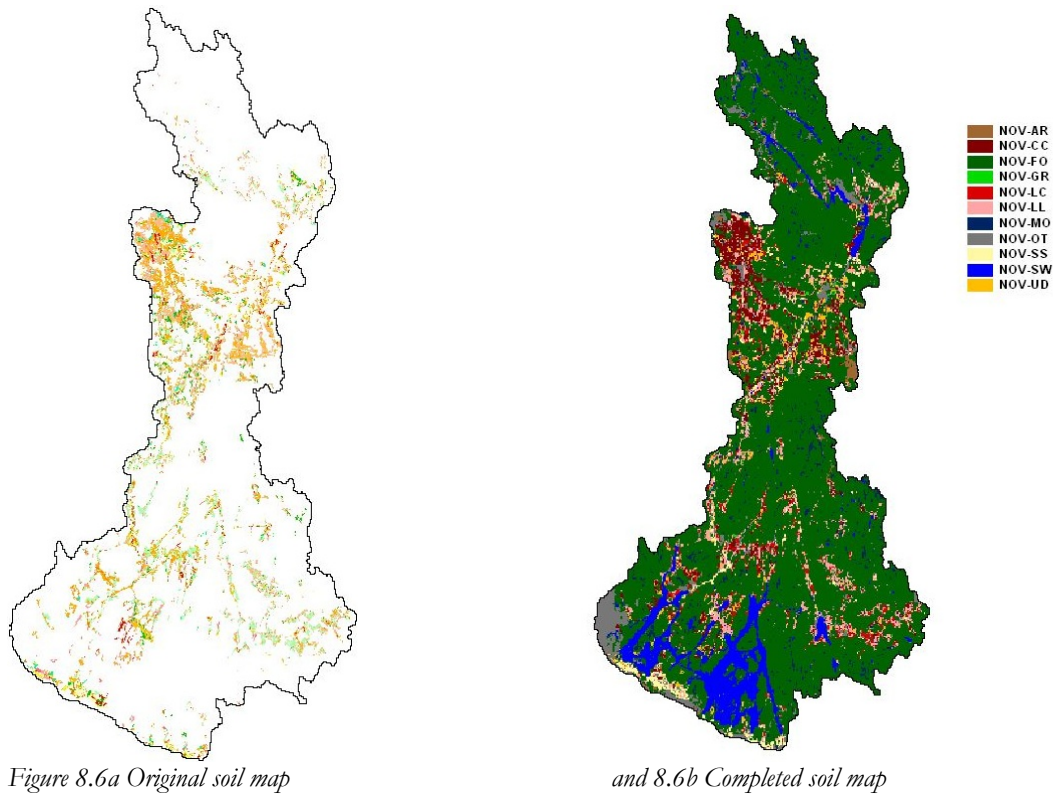 NOV-AR
NOV-CC
NOV-FO
NOV-GR
NOV-LC
NOV-LL
NOV-MO
NOV-OT
NOV-SS
NOV-SW
NOV-UD
Figure 8.6a Original soil map
and 8.6b Completed soil map